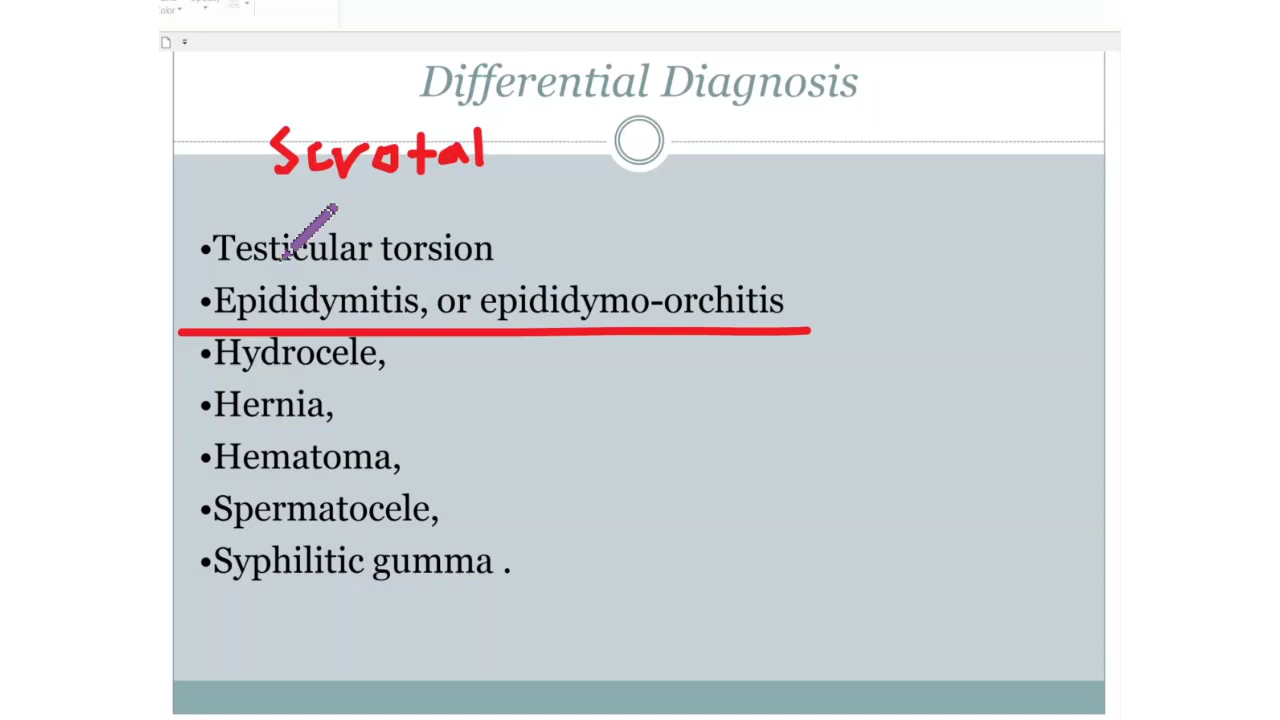 Differential Diagnosis
Scrotal
•Testicular torsion
•Epididymitis, or epididymo-orchitis
•Hydrocele,
•Hernia,
•Hematoma,
•Spermatocele,
•Syphilitic gumma .